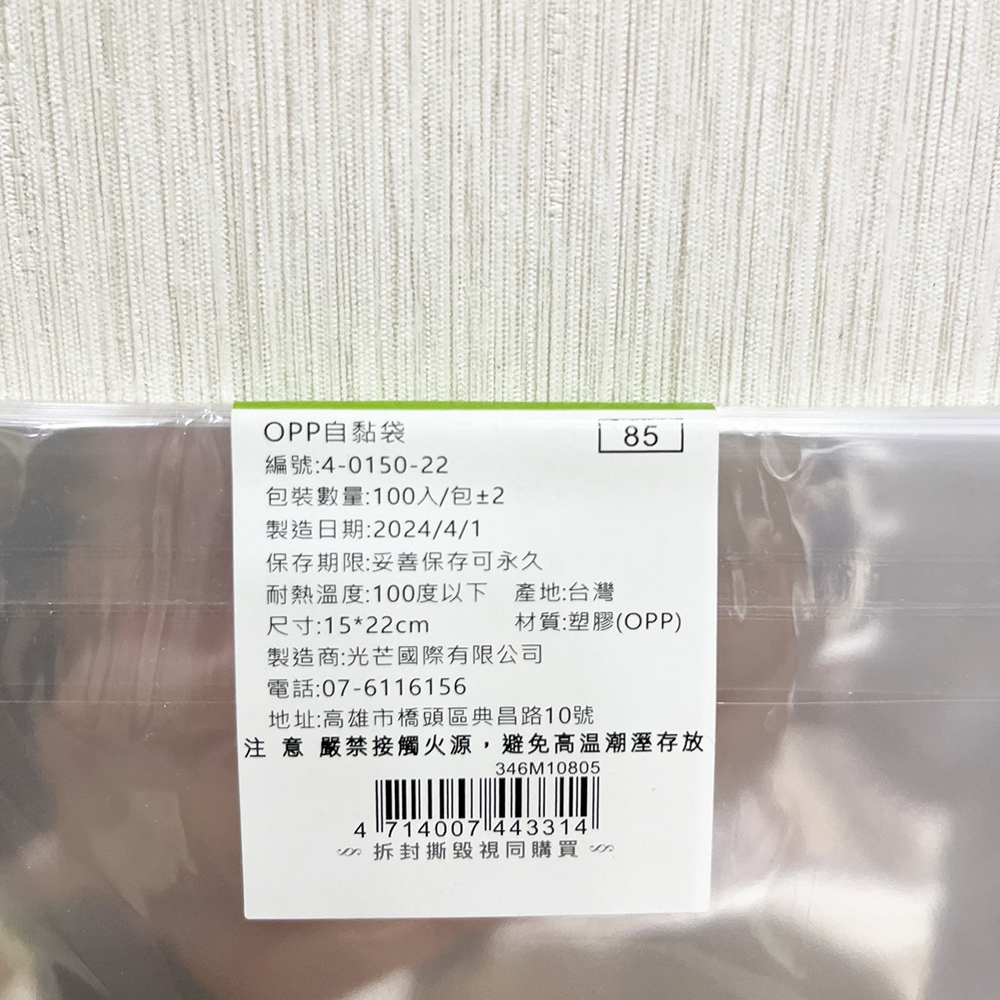 OPP自黏袋
85
編號:4-0150-22
包裝數量:100入/包±2
製造日期:2024/4/1
保存期限:妥善保存可永久
耐熱溫度:100度以下 產地:台灣
尺寸:15*22cm 材質:塑膠(OPP)
製造商:光芒國際有限公司
電話:07-6116156
地址:高雄市橋頭區典昌路10號
注 意 嚴禁接觸火源，避免高温潮溼存放
346M10805
4 714007 443314
拆封撕毀視同購買